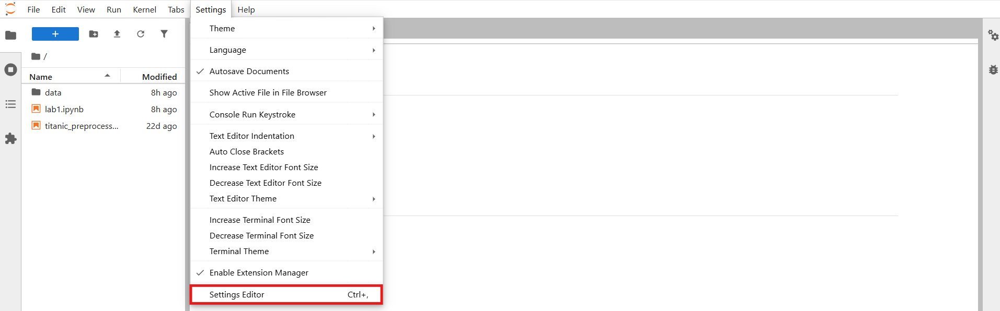 File Edit View Run Kernel Tabs Settings Help
+
/
Name Modified
data 8h ago
lab1.ipynb 8h ago
titanic_preprocess... 22d ago
Theme
Language
Autosave Documents
Show Active File in File Browser
Console Run Keystroke
Text Editor Indentation
Auto Close Brackets
Increase Text Editor Font Size
Decrease Text Editor Font Size
Text Editor Theme
Increase Terminal Font Size
Decrease Terminal Font Size
Terminal Theme
Enable Extension Manager
Settings Editor Ctrl+,